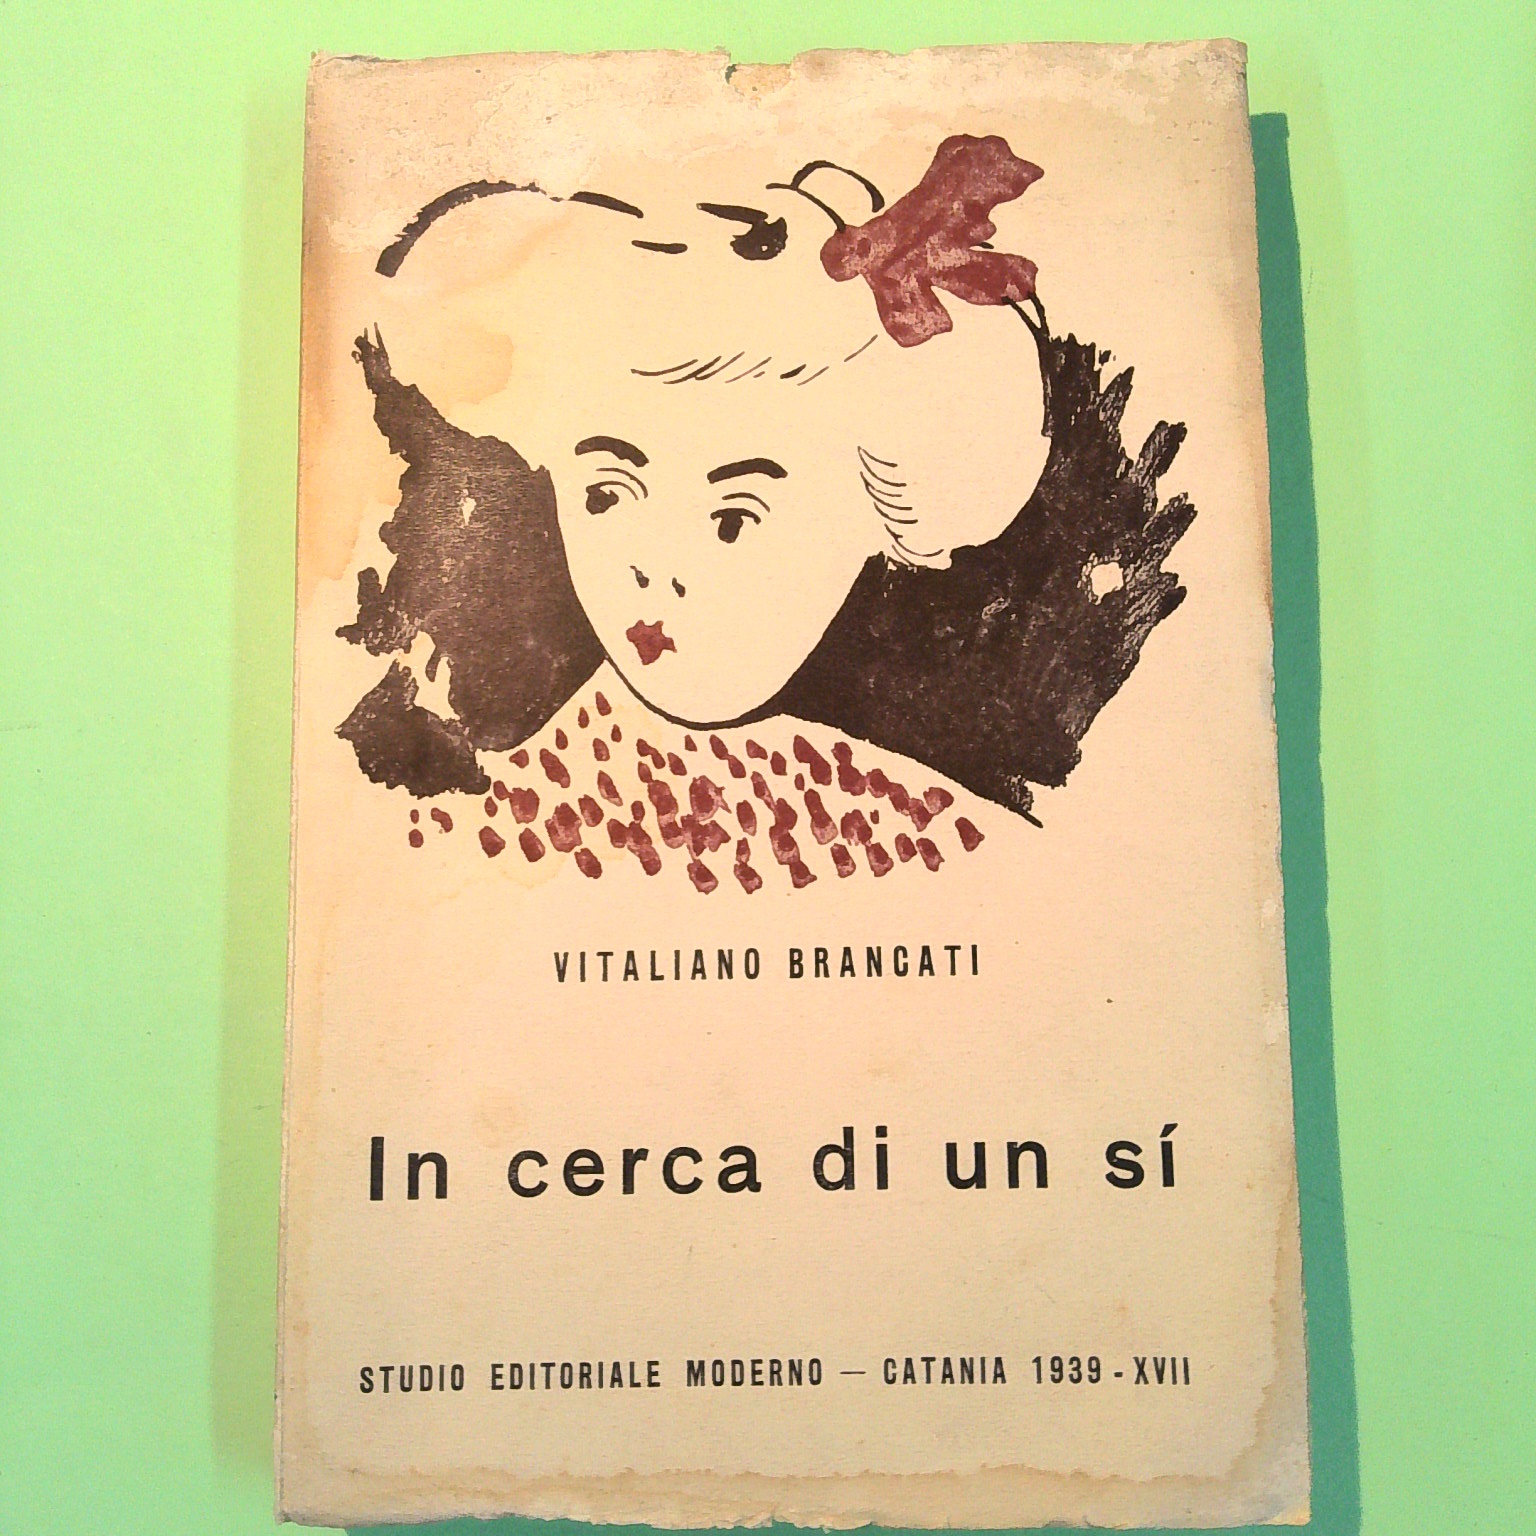 VITALIANO BRANCATI
In cerca di un sí
STUDIO EDITORIALE MODERNO — CATANIA 1939 - XVII